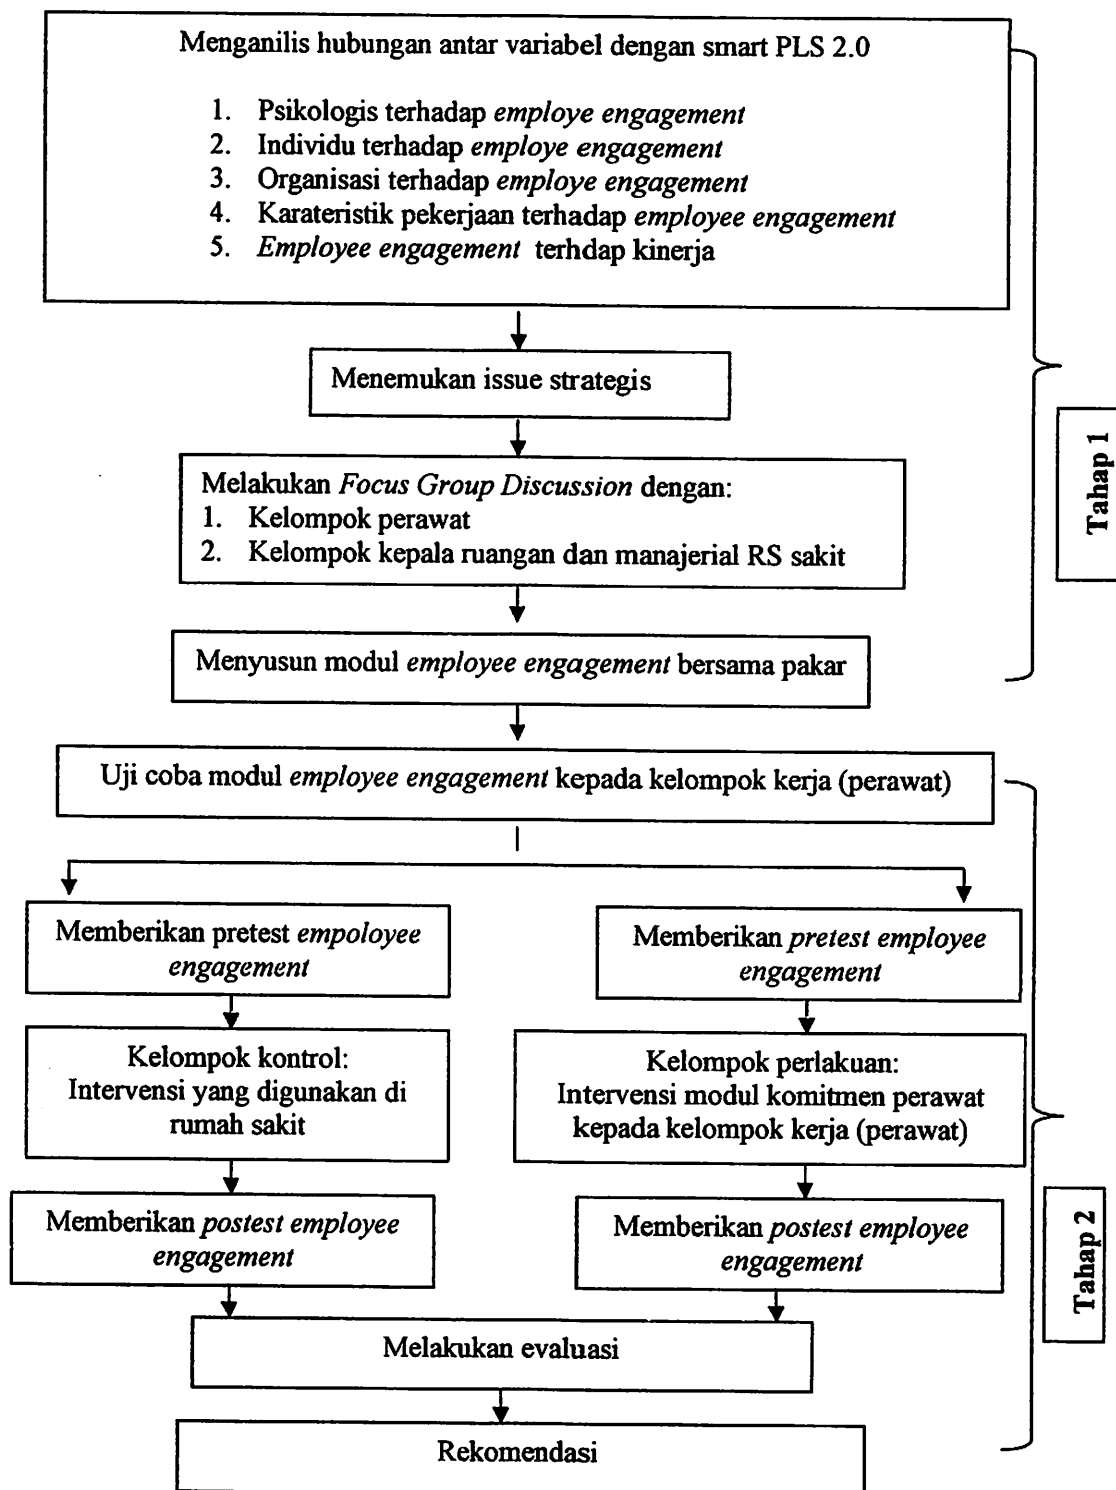 Menganilis hubungan antar variabel dengan smart PLS 2.0
1. Psikologis terhadap employe engagement
2. Individu terhadap employe engagement
3. Organisasi terhadap employe engagement
4. Karateristik pekerjaan terhadap employee engagement
5. Employee engagement terhdap kinerja
Menemukan issue strategis
Melakukan Focus Group Discussion dengan:
1. Kelompok perawat
2. Kelompok kepala ruangan dan manajerial RS sakit
Menyusun modul employee engagement bersama pakar
Tahap 1
Uji coba modul employee engagement kepada kelompok kerja (perawat)
Memberikan pretest empoloyee
engagement
Memberikan pretest employee
engagement
Kelompok kontrol:
Intervensi yang digunakan di
rumah sakit
Kelompok perlakuan:
Intervensi modul komitmen perawat
kepada kelompok kerja (perawat)
Memberikan postest employee
engagement
Memberikan postest employee
engagement
Melakukan evaluasi
Rekomendasi
Tahap 2